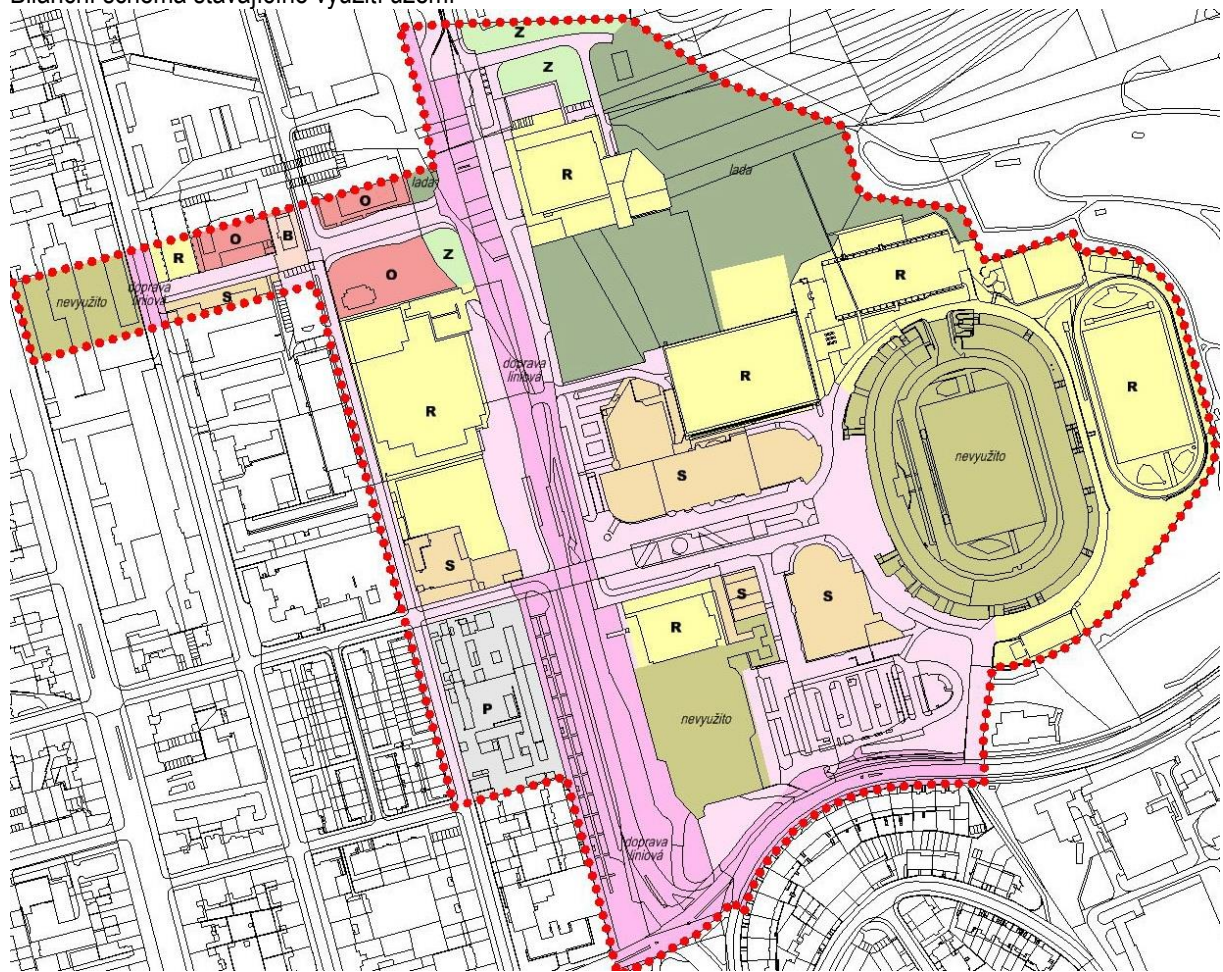 Bilanční schéma stávajícího využití území
Z
Z
R
lada
lada
O
O
B
R
Z
O
S
nevyužito
doprava
liniová
R
doprava
liniová
R
R
R
nevyužito
S
S
S
S
R
P
nevyužito
doprava
liniová